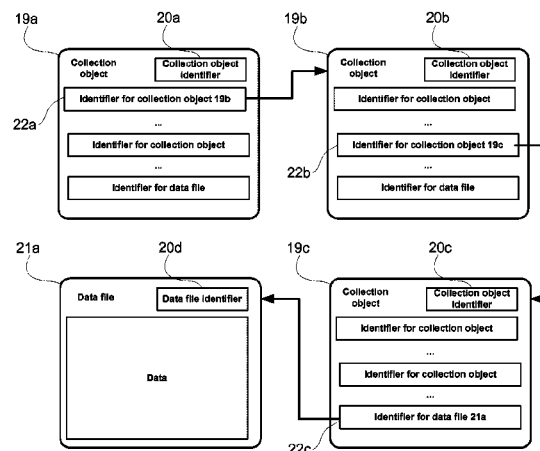 19a
20a
19b
20b
Collection object
Collection object identifier
Identifier for collection object 19b
...
Identifier for collection object
...
Identifier for data file
22a
Collection object
Collection object identifier
Identifier for collection object
...
Identifier for collection object 19c
...
Identifier for data file
22b
21a
20d
19c
20c
Data file
Data file identifier
Data
Collection object
Collection object identifier
Identifier for collection object
...
Identifier for collection object
...
Identifier for data file 21a
22c